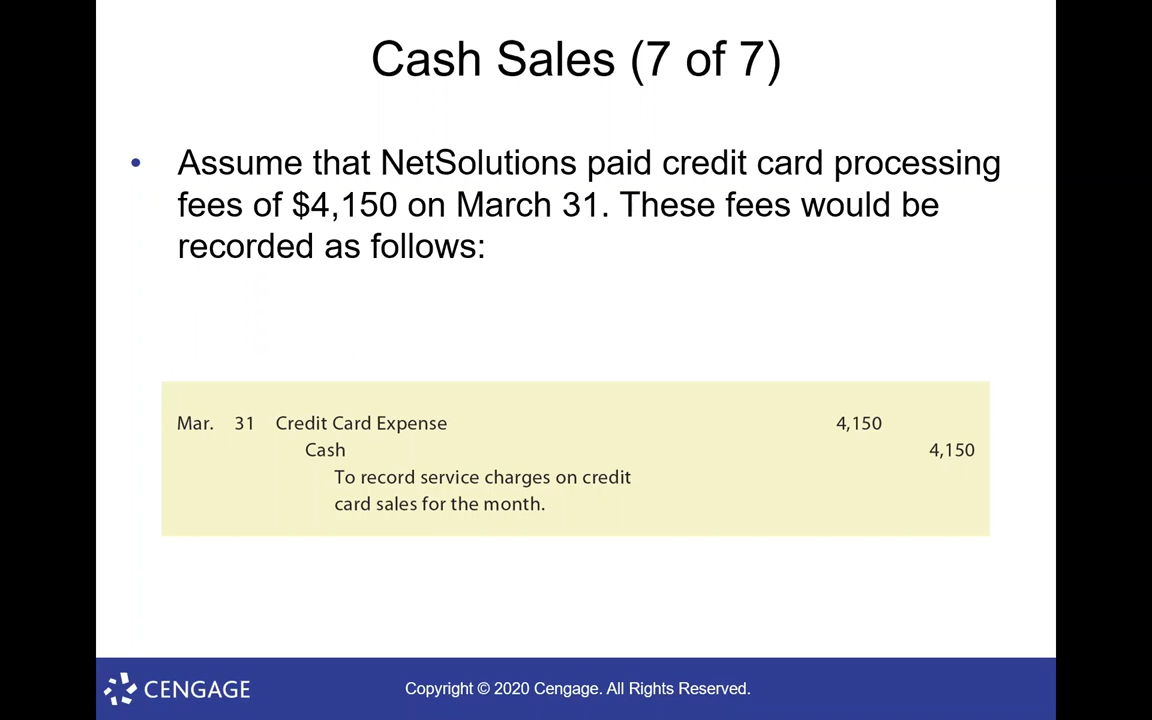 Cash Sales (7 of 7)
• Assume that NetSolutions paid credit card processing
fees of $4,150 on March 31. These fees would be
recorded as follows:
Mar. 31 Credit Card Expense 4,150
Cash 4,150
To record service charges on credit
card sales for the month.
CENGAGE Copyright © 2020 Cengage. All Rights Reserved.